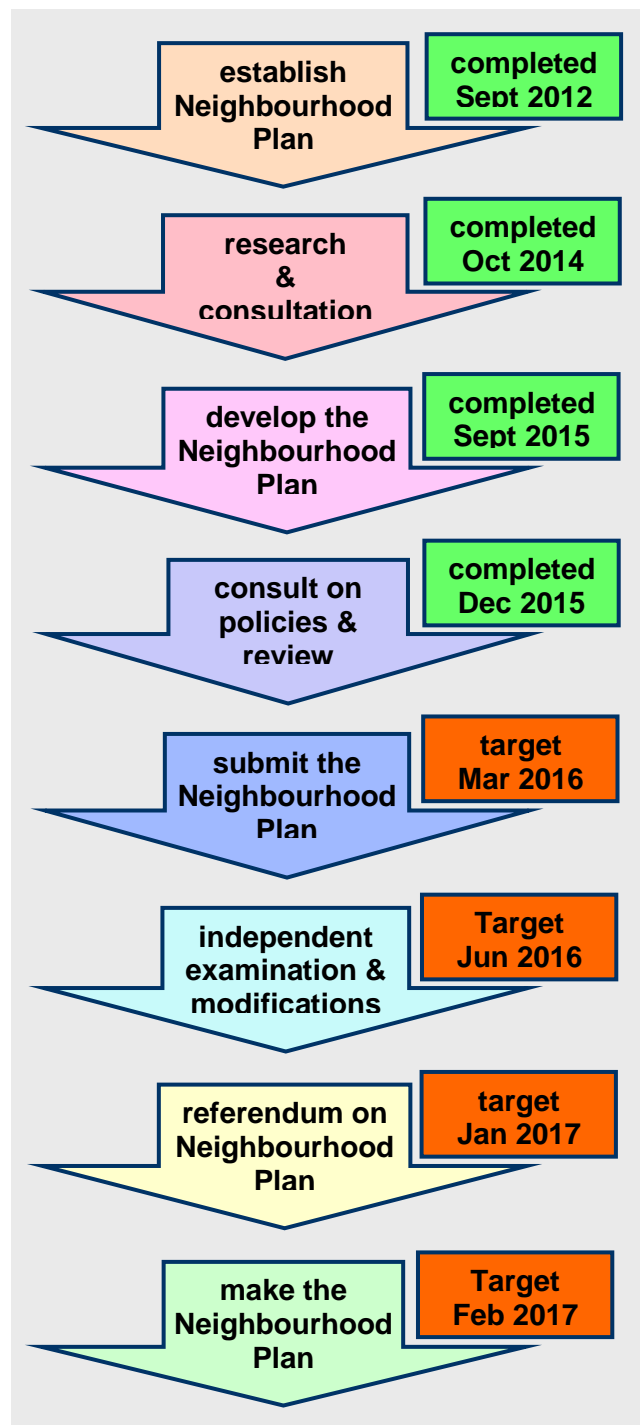 establish
Neighbourhood
Plan
completed
Sept 2012
research
&
consultation
completed
Oct 2014
develop the
Neighbourhood
Plan
completed
Sept 2015
consult on
policies &
review
completed
Dec 2015
submit the
Neighbourhood
Plan
target
Mar 2016
independent
examination &
modifications
Target
Jun 2016
referendum on
Neighbourhood
Plan
target
Jan 2017
make the
Neighbourhood
Plan
Target
Feb 2017